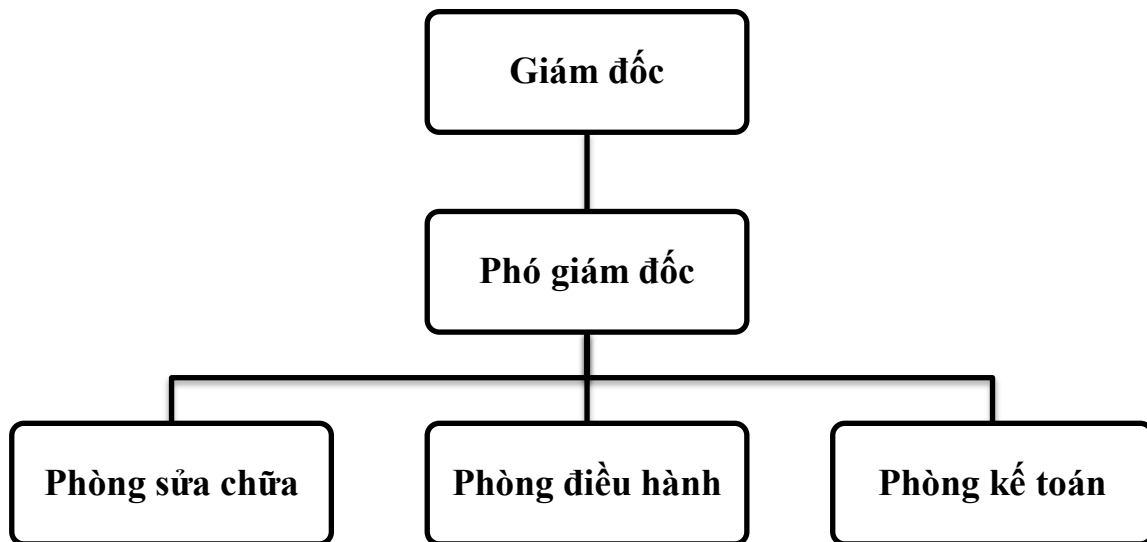 Giám đốc
Phó giám đốc
Phòng sửa chữa
Phòng điều hành
Phòng kế toán